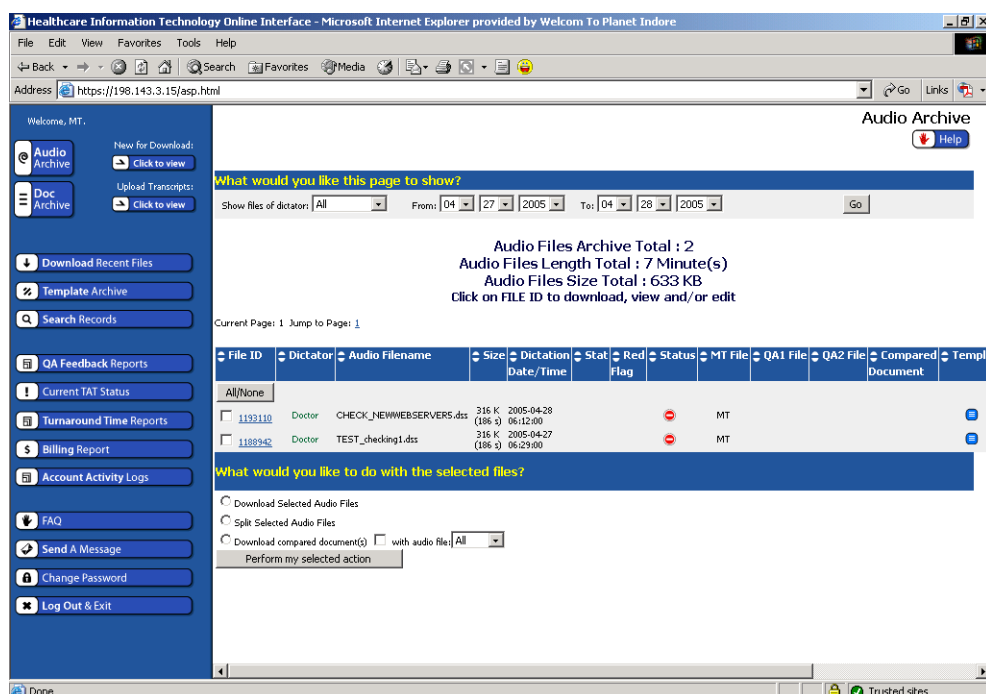 Healthcare Information Technology Online Interface - Microsoft Internet Explorer provided by Welcom To Planet Indore
File Edit View Favorites Tools Help
Back Search Favorites Media
Address https://198.143.3.15/asp.html Go Links
Welcome, MT.
Audio Archive
New for Download:
Click to view
Doc Archive
Upload Transcripts:
Click to view
Download Recent Files
Template Archive
Search Records
QA Feedback Reports
Current TAT Status
Turnaround Time Reports
Billing Report
Account Activity Logs
FAQ
Send A Message
Change Password
Log Out & Exit
Audio Archive
Help
What would you like this page to show?
Show files of dictator: All From: 04 27 2005 To: 04 28 2005 Go
Audio Files Archive Total : 2
Audio Files Length Total : 7 Minute(s)
Audio Files Size Total : 633 KB
Click on FILE ID to download, view and/or edit
Current Page: 1 Jump to Page: 1
File ID Dictator Audio Filename Size Dictation Date/Time Stat Red Flag Status MT File QA1 File QA2 File Compared Document Templ
All/None
1193110 Doctor CHECK_NEWWEBSERVER5.dss 316 K (186 s) 2005-04-28 06:12:00 MT
1188942 Doctor TEST_checking1.dss 316 K (186 s) 2005-04-27 06:29:00 MT
What would you like to do with the selected files?
Download Selected Audio Files
Split Selected Audio Files
Download compared document(s) with audio file: All
Perform my selected action
Done Trusted sites